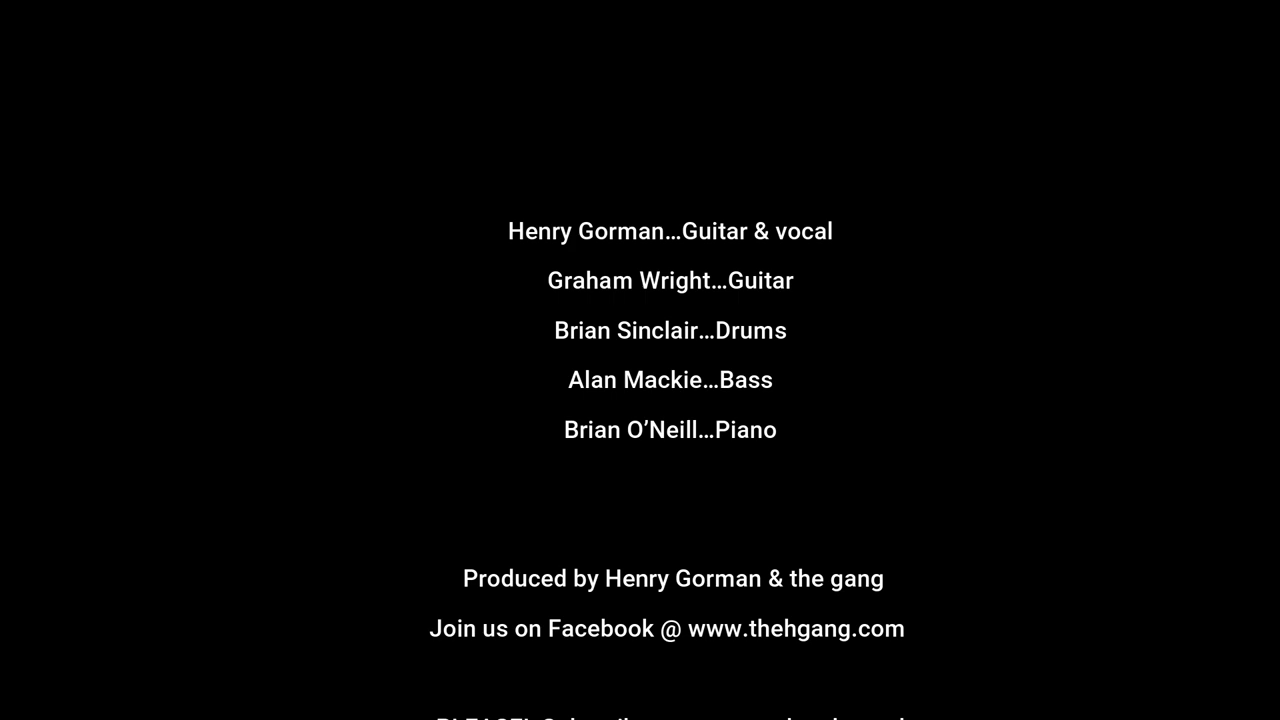 Henry Gorman...Guitar & vocal
Graham Wright...Guitar
Brian Sinclair...Drums
Alan Mackie...Bass
Brian O’Neill...Piano
Produced by Henry Gorman & the gang
Join us on Facebook @ www.thehgang.com